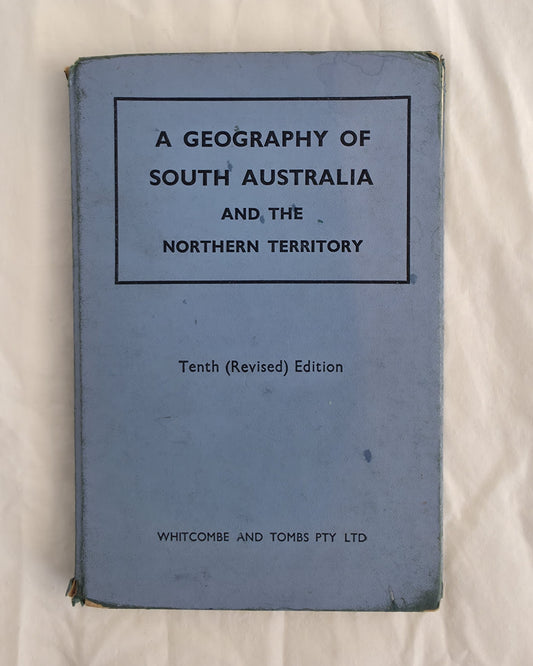 A GEOGRAPHY OF
SOUTH AUSTRALIA
AND THE
NORTHERN TERRITORY
Tenth (Revised) Edition
WHITCOMBE AND TOMBS PTY LTD